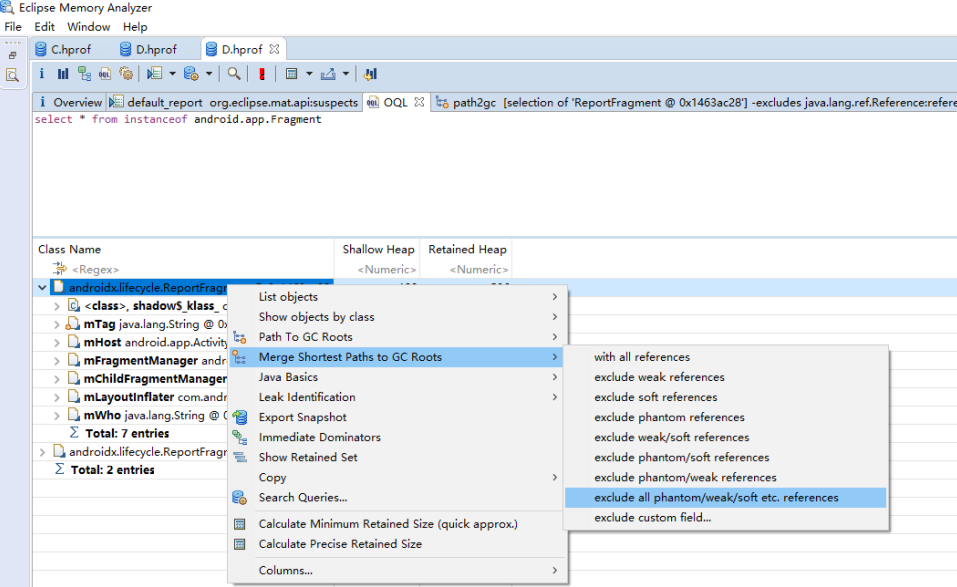 Eclipse Memory Analyzer
File Edit Window Help
C.hprof D.hprof D.hprof
i Overview default_report org.eclipse.mat.api:suspects OQL path2gc [selection of 'ReportFragment @ 0x1463ac28'] -excludes java.lang.ref.Reference:refere
select * from instanceof android.app.Fragment
Class Name Shallow Heap Retained Heap
<Regex> <Numeric> <Numeric>
androidx.lifecycle.ReportFragm
<class>, shadow$_klass_
mTag java.lang.String @ 0x
mHost android.app.Activity
mFragmentManager andro
mChildFragmentManager
mLayoutInflater com.andr
mWho java.lang.String @ 0
Σ Total: 7 entries
androidx.lifecycle.ReportFragm
Σ Total: 2 entries
List objects
Show objects by class
Path To GC Roots
Merge Shortest Paths to GC Roots
Java Basics
Leak Identification
Export Snapshot
Immediate Dominators
Show Retained Set
Copy
Search Queries...
Calculate Minimum Retained Size (quick approx.)
Calculate Precise Retained Size
Columns...
with all references
exclude weak references
exclude soft references
exclude phantom references
exclude weak/soft references
exclude phantom/soft references
exclude phantom/weak references
exclude all phantom/weak/soft etc. references
exclude custom field...